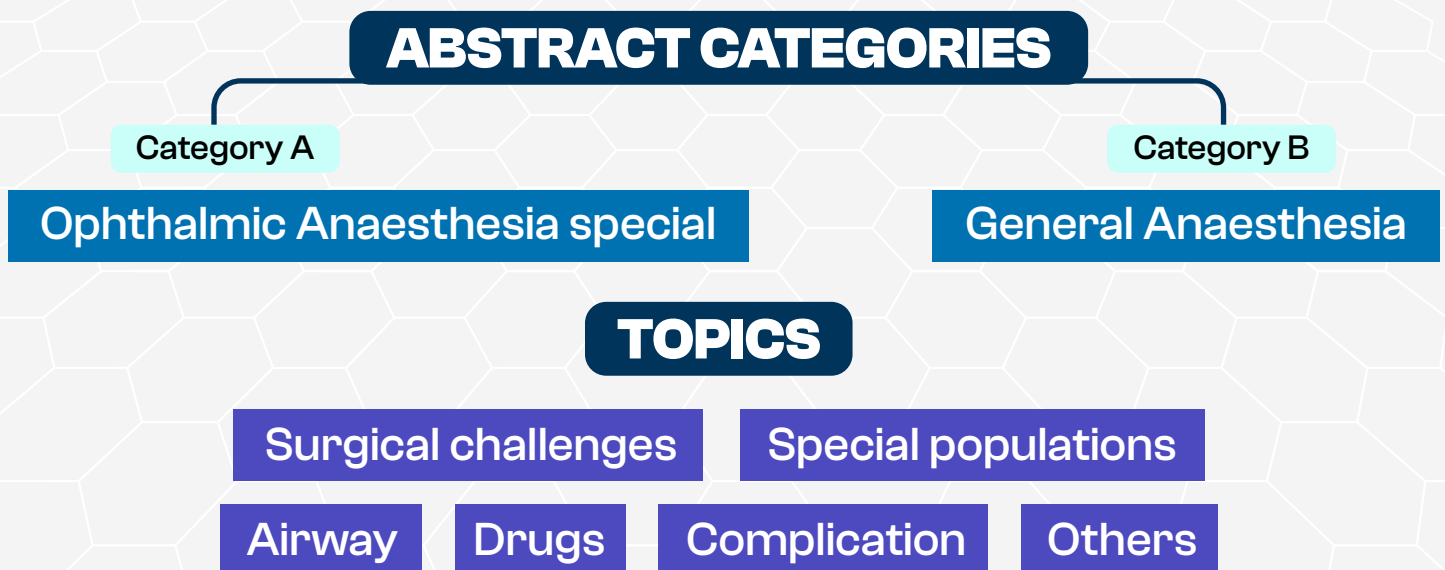 ABSTRACT CATEGORIES
Category A
Category B
Ophthalmic Anaesthesia special
General Anaesthesia
TOPICS
Surgical challenges
Special populations
Airway
Drugs
Complication
Others